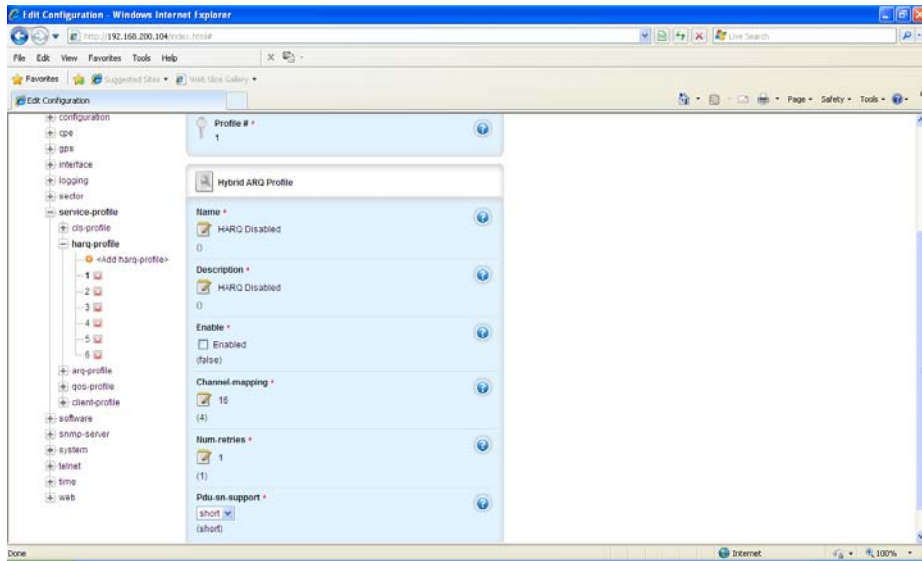 Edit Configuration - Windows Internet Explorer
http://192.168.200.104/index.html#
Live Search
File Edit View Favorites Tools Help
Favorites Suggested Sites Web Slice Gallery
Edit Configuration
Page Safety Tools
configuration
cpe
gps
interface
logging
sector
service-profile
cls-profile
harq-profile
<Add harq-profile>
1
2
3
4
5
6
arq-profile
qos-profile
client-profile
software
snmp-server
system
telnet
time
web
Profile # *
1
Hybrid ARQ Profile
Name *
HARQ Disabled
()
Description *
HARQ Disabled
()
Enable *
Enabled
(false)
Channel-mapping *
16
(4)
Num-retries *
1
(1)
Pdu-sn-support *
short
(short)
Done
Internet
100%